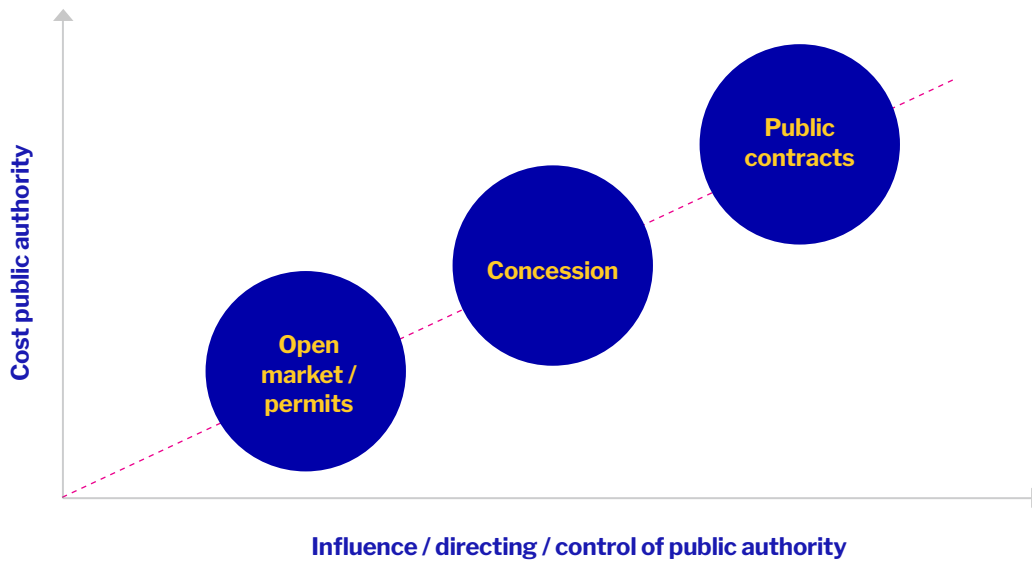 Cost public authority
Public
contracts
Concession
Open
market /
permits
Influence / directing / control of public authority